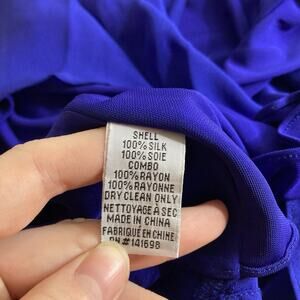 SHELL
100% SILK
100% SOIE
COMBO
100% RAYON
100% RAYONNE
DRY CLEAN ONLY
NETTOYAGE À SEC
MADE IN CHINA
FABRIQUÉ EN CHINE
RN #141698